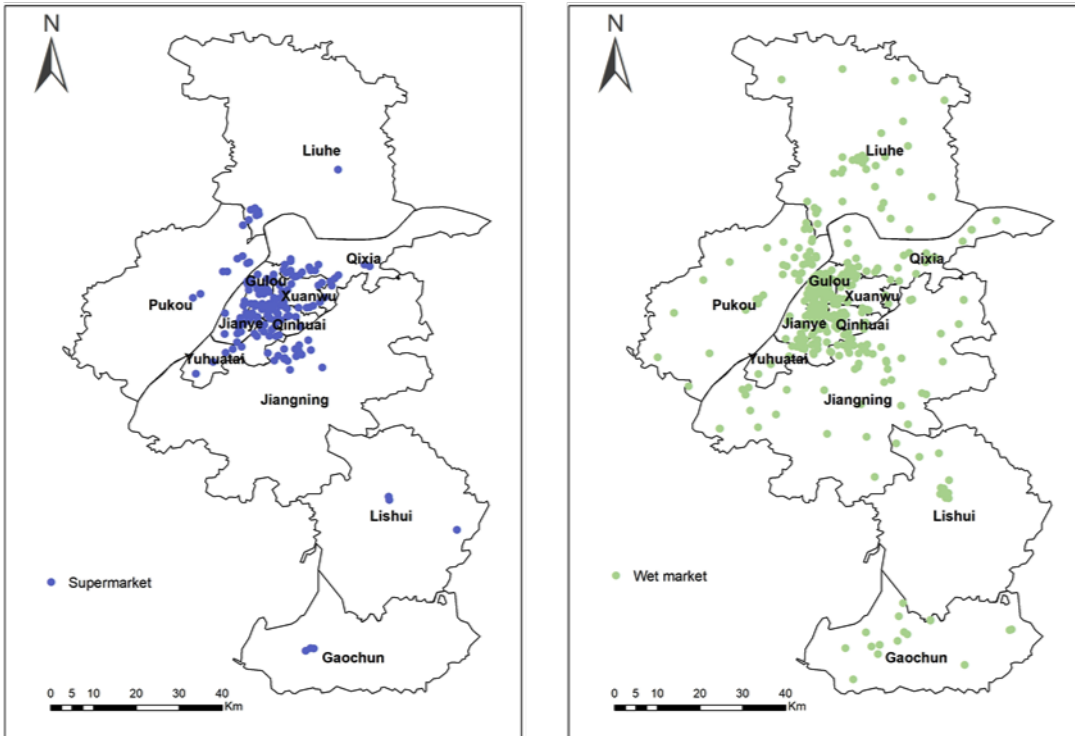 N
Liuhe
Qixia
Gulou
Xuanwu
Pukou
Jianye
Qinhuai
Yuhuatai
Jiangning
Lishui
Supermarket
Gaochun
0 5 10 20 30 40
Km
N
Liuhe
Qixia
Gulou
Xuanwu
Pukou
Jianye
Qinhuai
Yuhuatai
Jiangning
Lishui
Wet market
Gaochun
0 5 10 20 30 40
Km